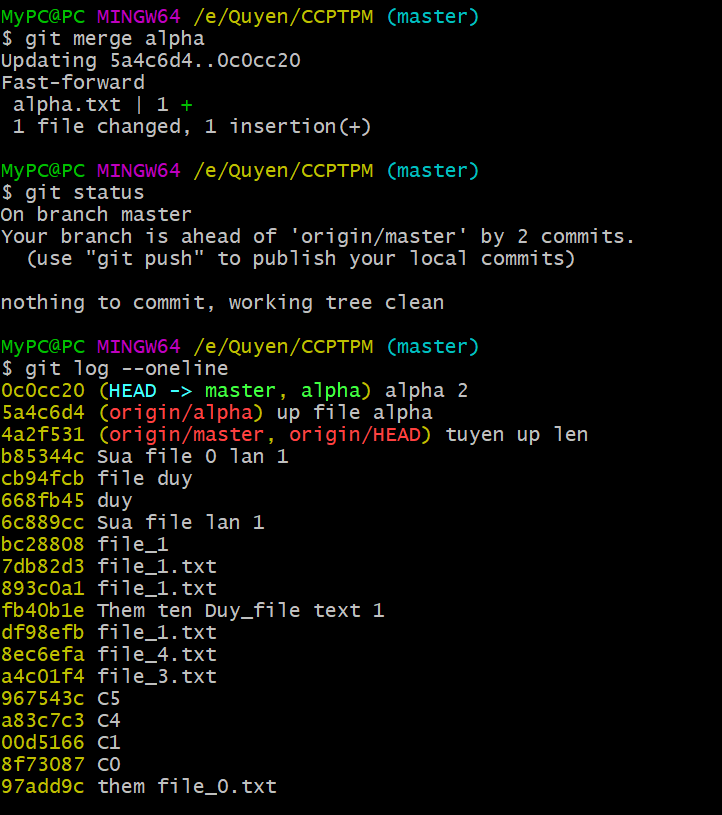 MyPC@PC MINGW64 /e/Quyen/CCPTPM (master)
$ git merge alpha
Updating 5a4c6d4..0c0cc20
Fast-forward
 alpha.txt | 1 +
 1 file changed, 1 insertion(+)
MyPC@PC MINGW64 /e/Quyen/CCPTPM (master)
$ git status
On branch master
Your branch is ahead of 'origin/master' by 2 commits.
  (use "git push" to publish your local commits)
nothing to commit, working tree clean
MyPC@PC MINGW64 /e/Quyen/CCPTPM (master)
$ git log --oneline
0c0cc20 (HEAD -> master, alpha) alpha 2
5a4c6d4 (origin/alpha) up file alpha
4a2f531 (origin/master, origin/HEAD) tuyen up len
b85344c Sua file 0 lan 1
cb94fcb file duy
668fb45 duy
6c889cc Sua file lan 1
bc28808 file_1
7db82d3 file_1.txt
893c0a1 file_1.txt
fb40b1e Them ten Duy_file text 1
df98efb file_1.txt
8ec6efa file_4.txt
a4c01f4 file_3.txt
967543c C5
a83c7c3 C4
00d5166 C1
8f73087 C0
97add9c them file_0.txt